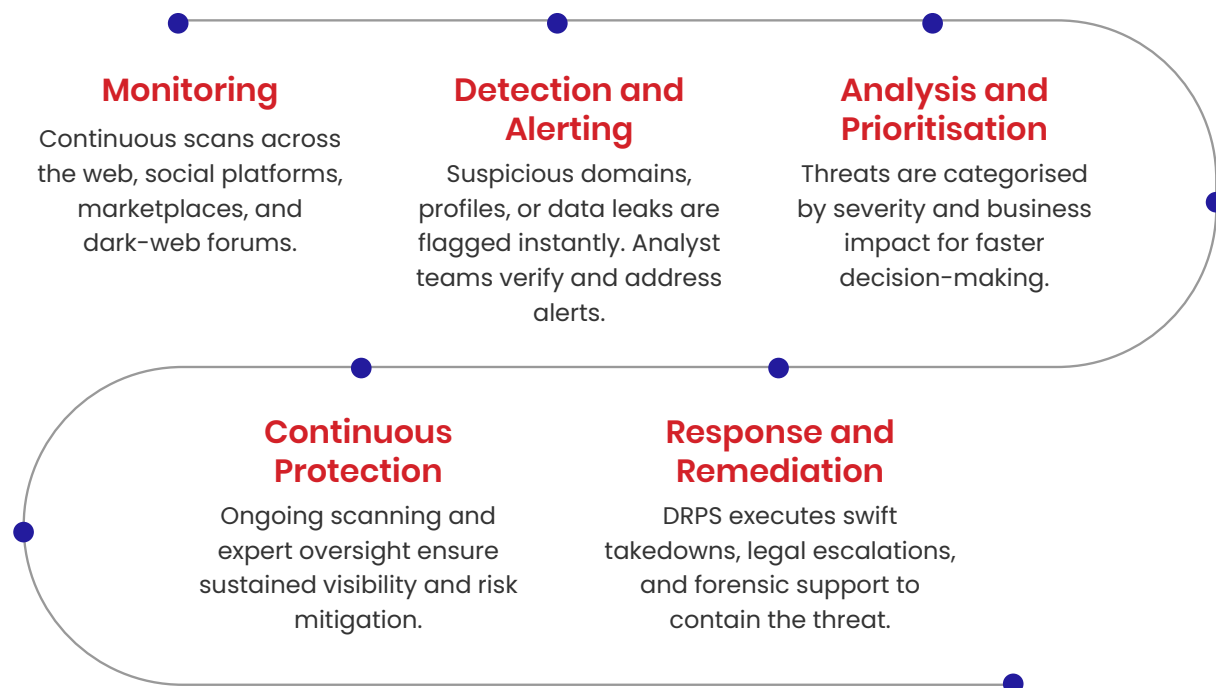 Monitoring
Continuous scans across
the web, social platforms,
marketplaces, and
dark-web forums.
Detection and
Alerting
Suspicious domains,
profiles, or data leaks are
flagged instantly. Analyst
teams verify and address
alerts.
Analysis and
Prioritisation
Threats are categorised
by severity and business
impact for faster
decision-making.
Continuous
Protection
Ongoing scanning and
expert oversight ensure
sustained visibility and risk
mitigation.
Response and
Remediation
DRPS executes swift
takedowns, legal escalations,
and forensic support to
contain the threat.